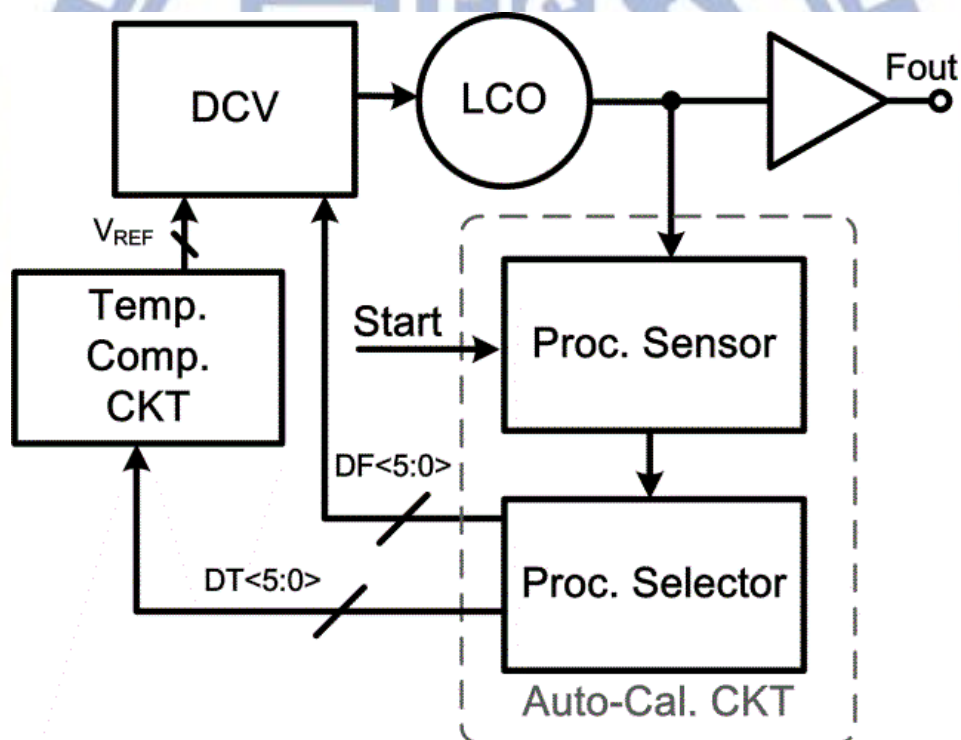 DCV
LCO
Fout
V_REF
Temp.
Comp.
CKT
Start
Proc. Sensor
DF<5:0>
DT<5:0>
Proc. Selector
Auto-Cal. CKT